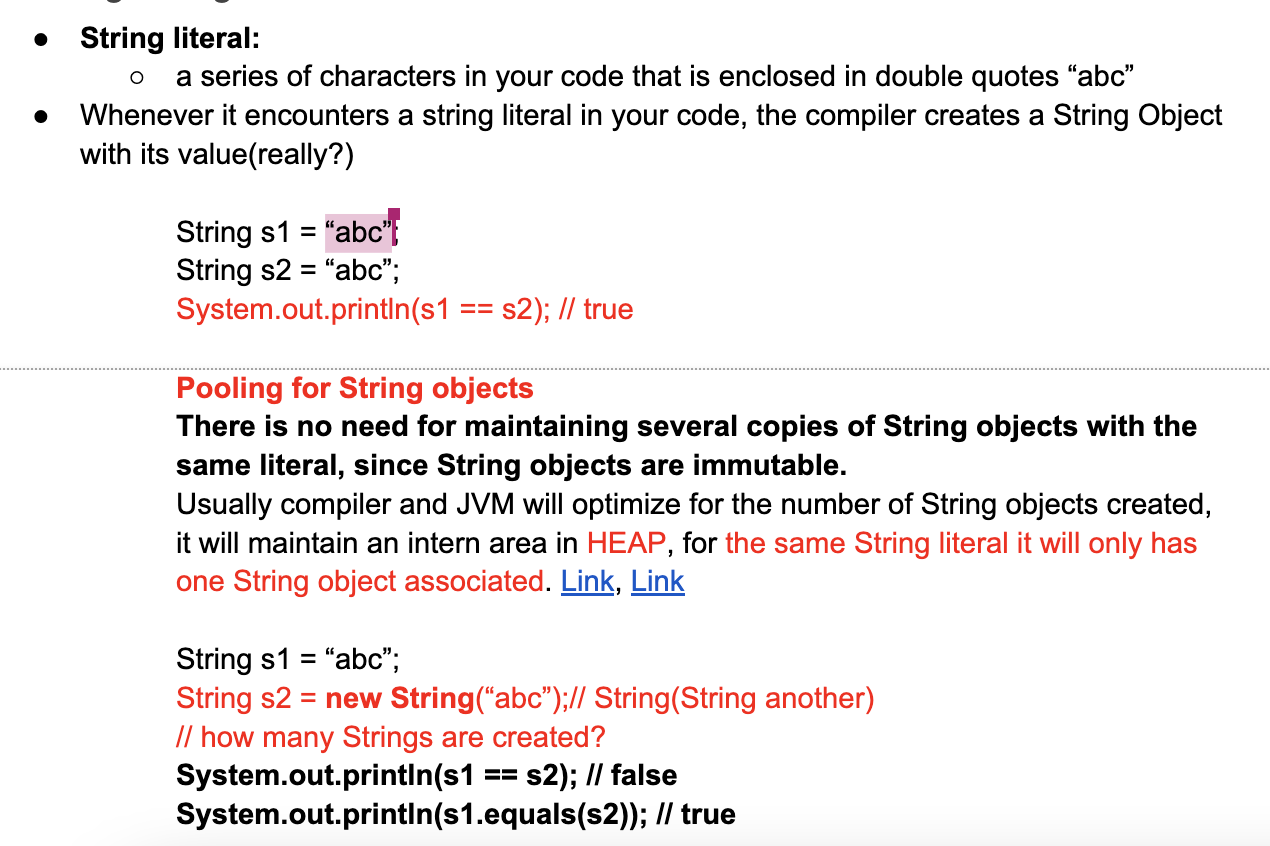 ● String literal:
○ a series of characters in your code that is enclosed in double quotes “abc”
● Whenever it encounters a string literal in your code, the compiler creates a String Object
with its value(really?)
String s1 = “abc”;
String s2 = “abc”;
System.out.println(s1 == s2); // true
Pooling for String objects
There is no need for maintaining several copies of String objects with the
same literal, since String objects are immutable.
Usually compiler and JVM will optimize for the number of String objects created,
it will maintain an intern area in HEAP, for the same String literal it will only has
one String object associated. Link, Link
String s1 = “abc”;
String s2 = new String(“abc”);// String(String another)
// how many Strings are created?
System.out.println(s1 == s2); // false
System.out.println(s1.equals(s2)); // true